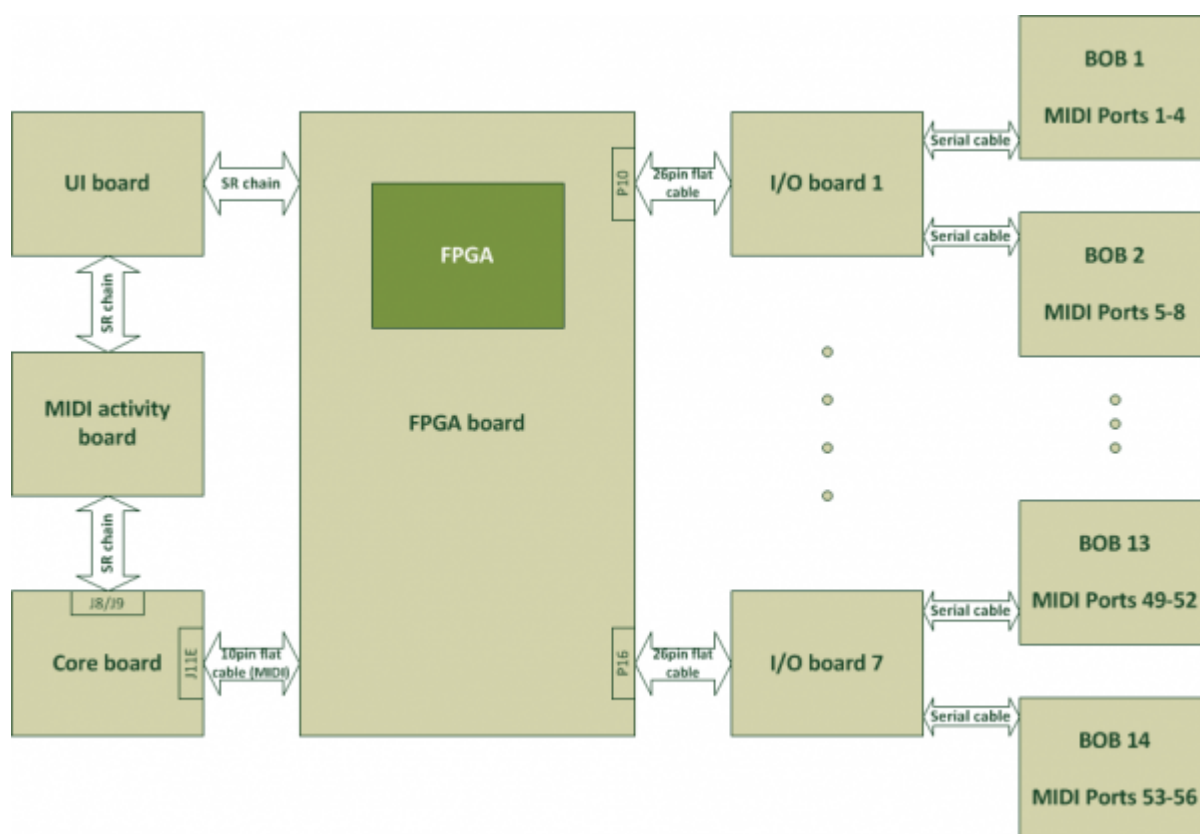 BOB 1
MIDI Ports 1-4
Serial cable
UI board
SR chain
P10
26pin flat
cable
I/O board 1
FPGA
Serial cable
BOB 2
MIDI Ports 5-8
SR chain
MIDI activity
board
FPGA board
SR chain
BOB 13
MIDI Ports 49-52
Serial cable
J8/J9
Core board
J11E
10pin flat
cable (MIDI)
P16
26pin flat
cable
I/O board 7
Serial cable
BOB 14
MIDI Ports 53-56